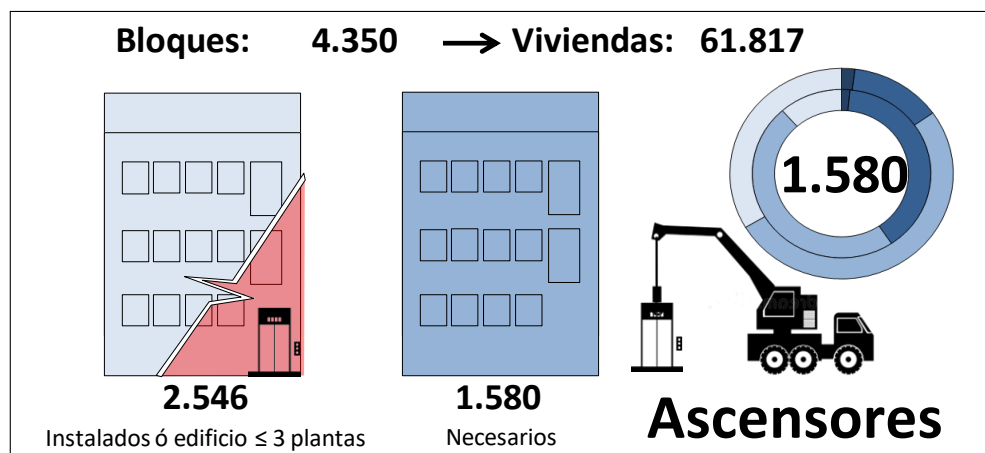 Bloques: 4.350 → Viviendas: 61.817
1.580
2.546
Instalados ó edificio ≤ 3 plantas
1.580
Necesarios
Ascensores